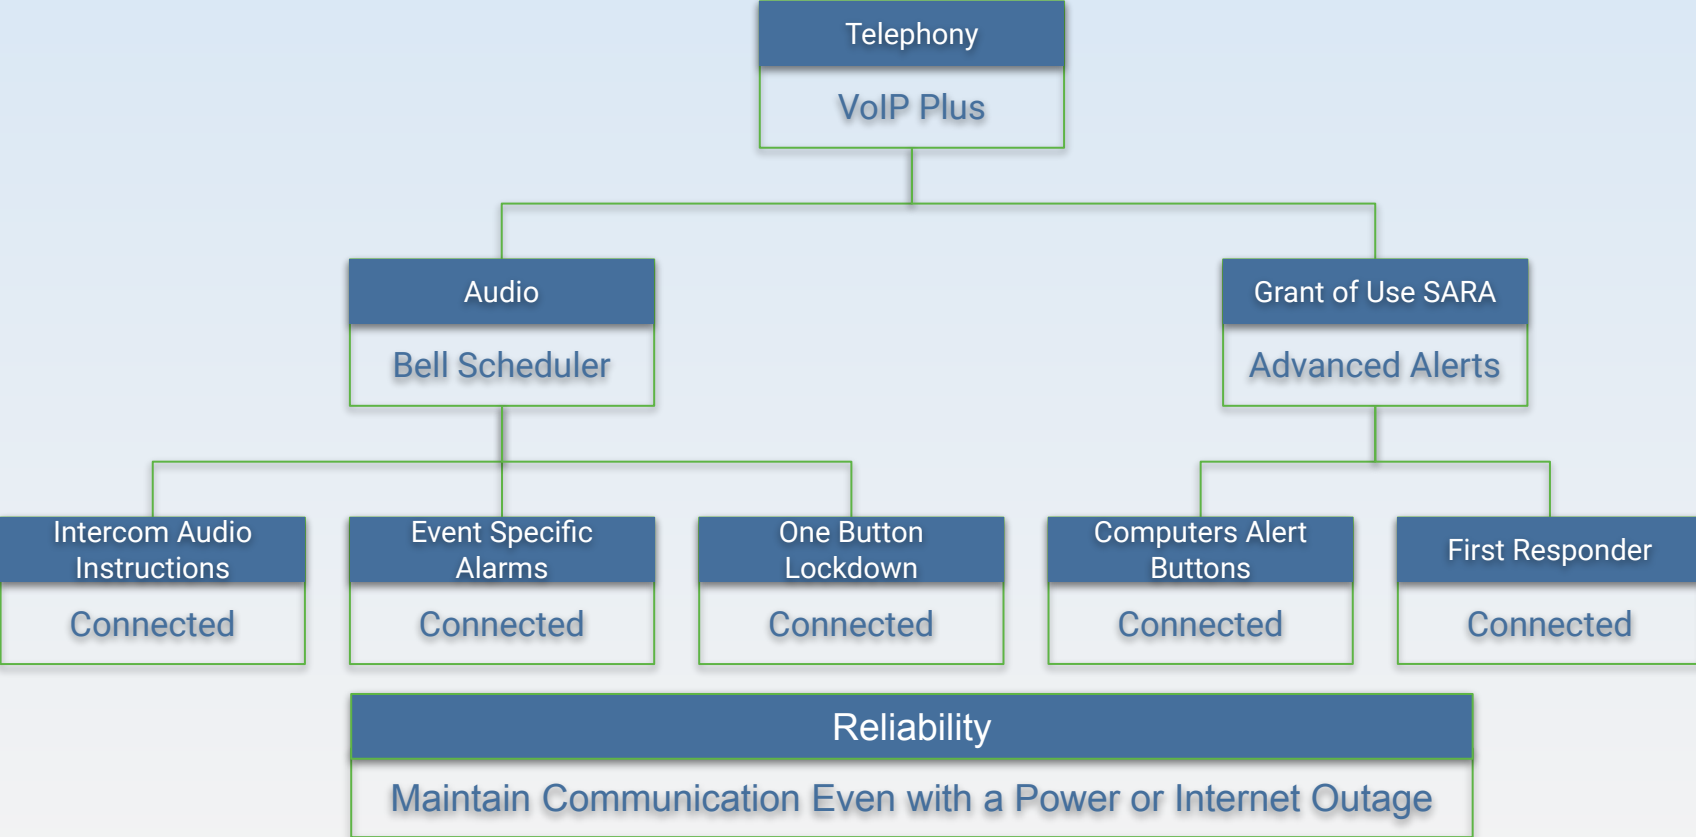 Telephony
VoIP Plus
Audio
Bell Scheduler
Grant of Use SARA
Advanced Alerts
Intercom Audio
Instructions
Connected
Event Specific
Alarms
Connected
One Button
Lockdown
Connected
Computers Alert
Buttons
Connected
First Responder
Connected
Reliability
Maintain Communication Even with a Power or Internet Outage